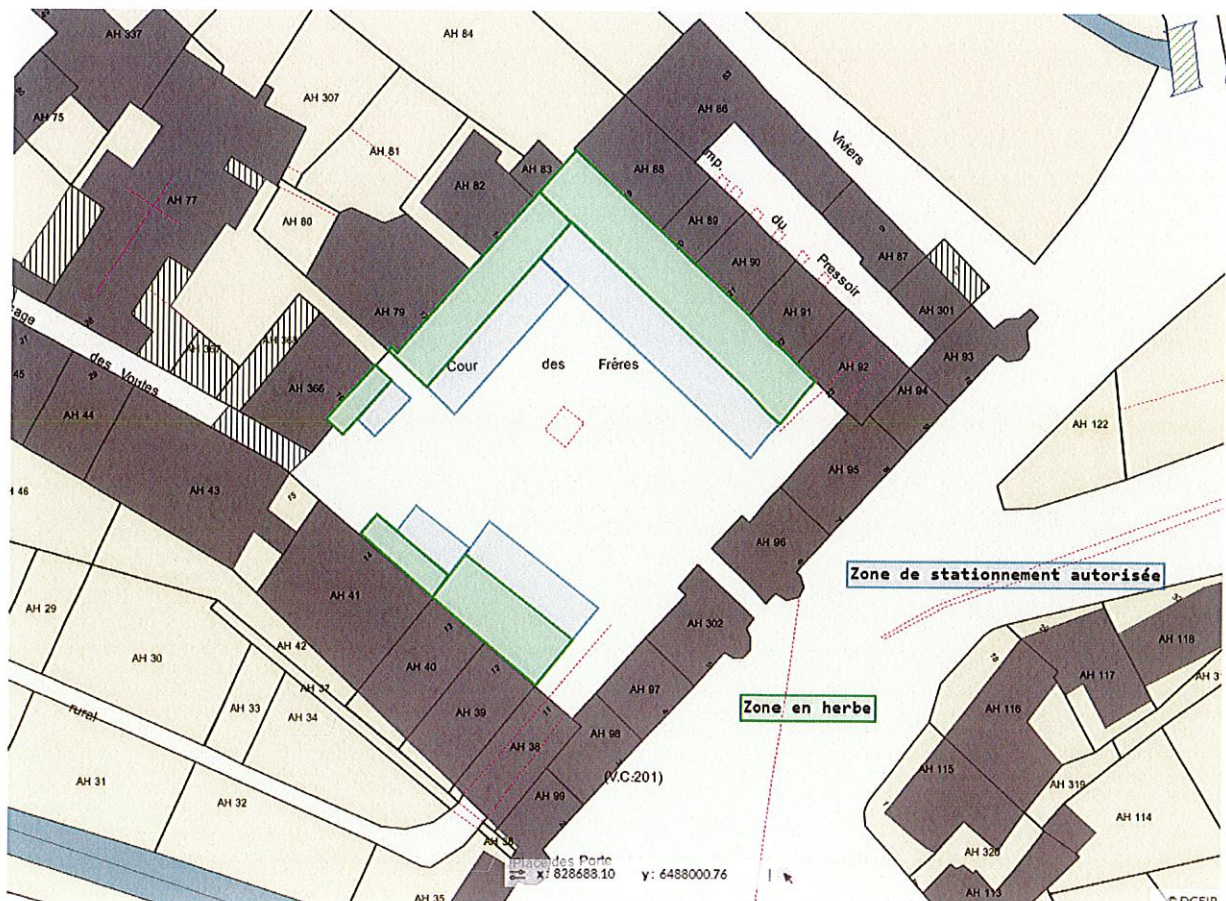 AH 337
AH 84
AH 307
AH 86
AH 75
AH 81
Viviers
AH 83
AH 82
AH 88
imp.
AH 77
AH 80
AH 89
du
AH 90
AH 87
Pressoir
AH 79
AH 91
AH 301
AH 93
des Voutes
Cour des Frères
AH 92
AH 366
AH 94
AH 44
AH 122
AH 95
AH 43
46
AH 96
Zone de stationnement autorisée
AH 41
AH 29
AH 302
AH 118
AH 42
AH 30
AH 40
AH 117
AH 97
AH 37
AH 33
AH 34
AH 39
Zone en herbe
AH 116
rural
AH 38
AH 98
AH 115
(V.C.201)
AH 31
AH 32
AH 319
AH 99
AH 114
AH 36
AH 320
Place des Porte
x: 828688.10 y: 6488000.76
AH 35
AH 113
© DGFIP